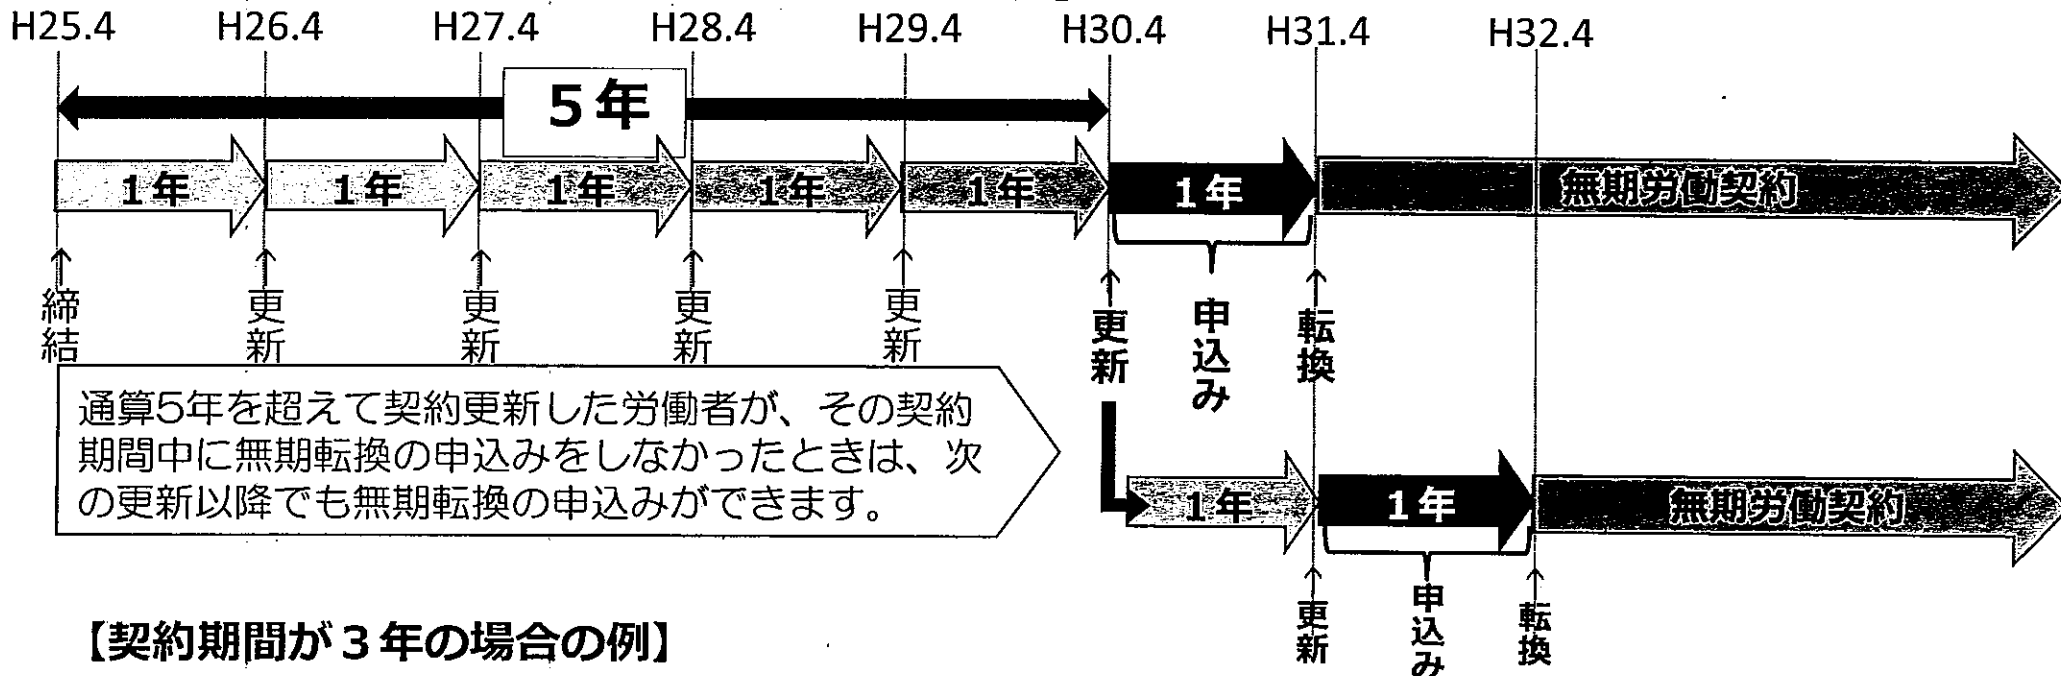 H25.4 H26.4 H27.4 H28.4 H29.4 H30.4 H31.4 H32.4
5年
1年 1年 1年 1年 1年 1年 無期労働契約
↑締結 ↑更新 ↑更新 ↑更新 ↑更新 ↑更新 申込み ↑転換
通算5年を超えて契約更新した労働者が、その契約
期間中に無期転換の申込みをしなかったときは、次
の更新以降でも無期転換の申込みができます。
1年 1年 無期労働契約
↑更新 申込み ↑転換
【契約期間が3年の場合の例】